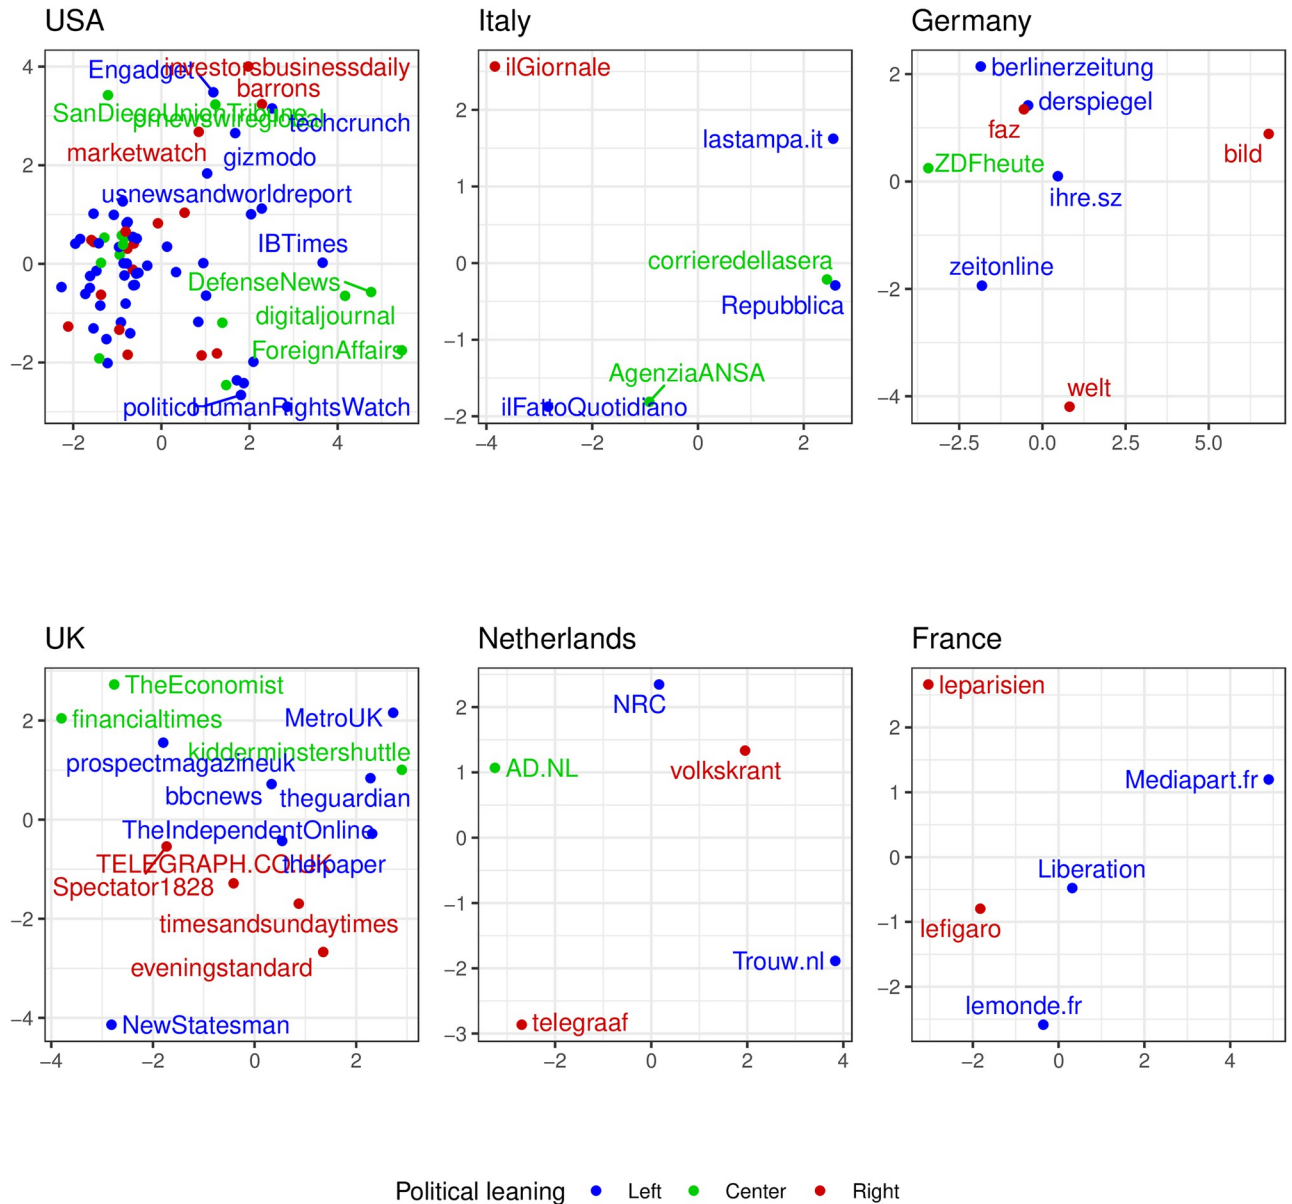 USA
Italy
Germany
4
2
0
−2
−2
0
2
4
Engadget
investorsbusinessdaily
barrons
SanDiegoUnionTribune
prnewswireglobal
techcrunch
marketwatch
gizmodo
usnewsandworldreport
IBTimes
DefenseNews
digitaljournal
ForeignAffairs
politico
HumanRightsWatch
2
1
0
−1
−2
−4
−2
0
2
ilGiornale
lastampa.it
corrieredellasera
Repubblica
AgenziaANSA
ilFattoQuotidiano
2
0
−2
−4
−2.5
0.0
2.5
5.0
berlinerzeitung
derspiegel
faz
bild
ZDFheute
ihre.sz
zeitonline
welt
UK
Netherlands
France
2
0
−2
−4
−4
−2
0
2
TheEconomist
financialtimes
MetroUK
kidderminstershuttle
prospectmagazineuk
bbcnews
theguardian
TheIndependentOnline
TELEGRAPH.CO.UK
theipaper
Spectator1828
timesandsundaytimes
eveningstandard
NewStatesman
2
1
0
−1
−2
−3
−2
0
2
4
NRC
AD.NL
volkskrant
Trouw.nl
telegraaf
2
1
0
−1
−2
−2
0
2
4
leparisien
Mediapart.fr
Liberation
lefigaro
lemonde.fr
Political leaning
Left
Center
Right